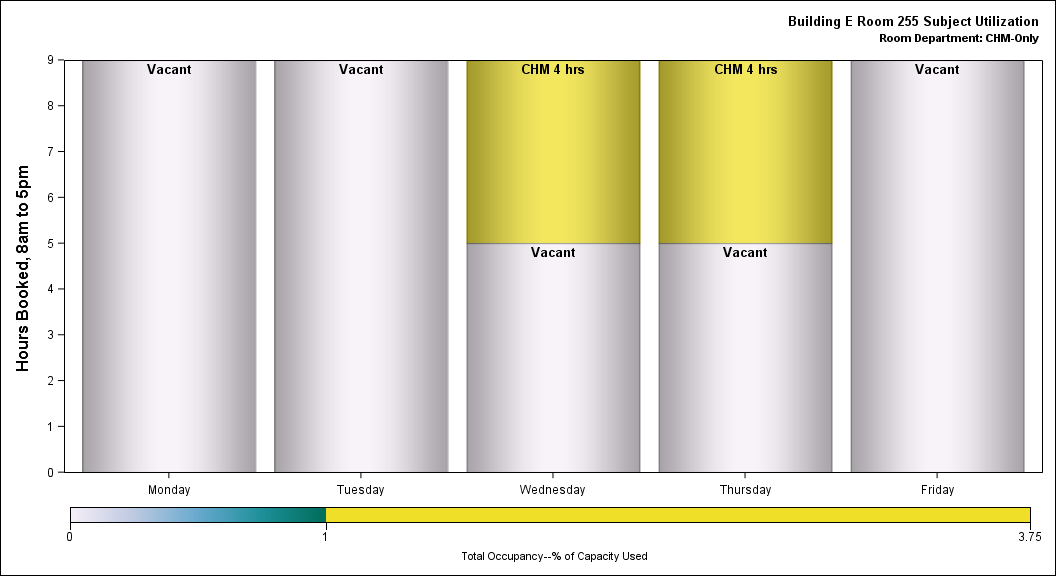 Building E Room 255 Subject Utilization
Room Department: CHM-Only
Hours Booked, 8am to 5pm
9
8
7
6
5
4
3
2
1
0
Vacant
Vacant
CHM 4 hrs
CHM 4 hrs
Vacant
Vacant
Vacant
Monday
Tuesday
Wednesday
Thursday
Friday
0
1
3.75
Total Occupancy--% of Capacity Used